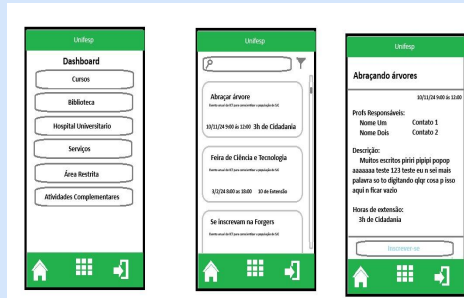 Unifesp
Dashboard
Cursos
Biblioteca
Hospital Universitario
Serviços
Área Restrita
Atividades Complementares
Unifesp
Abraçar árvore
10/11/24 9:00 às 12:00 3h de Cidadania
Feira de Ciência e Tecnologia
3/2/24 8:00 as 18:00 10 de Extensão
Se inscrevam na Forgers
Unifesp
Abraçando árvores
10/11/24 9:00 às 12:00
Profs Responsáveis:
Nome Um Contato 1
Nome Dois Contato 2
Descrição:
Muitos escritos piriri pipipi popop
aaaaaaa teste 123 teste eu n sei mais
palavra so to digitando qlqr cosa p isso
aqui n ficar vazio
Horas de extensão:
3h de Cidadania
Inscrever-se